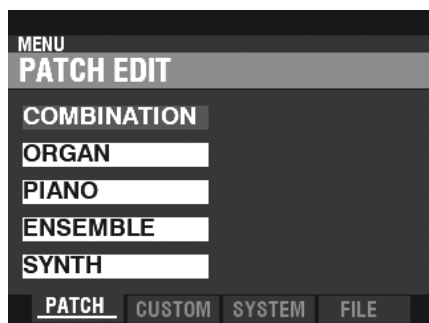 MENU
PATCH EDIT
COMBINATION
ORGAN
PIANO
ENSEMBLE
SYNTH
PATCH CUSTOM SYSTEM FILE